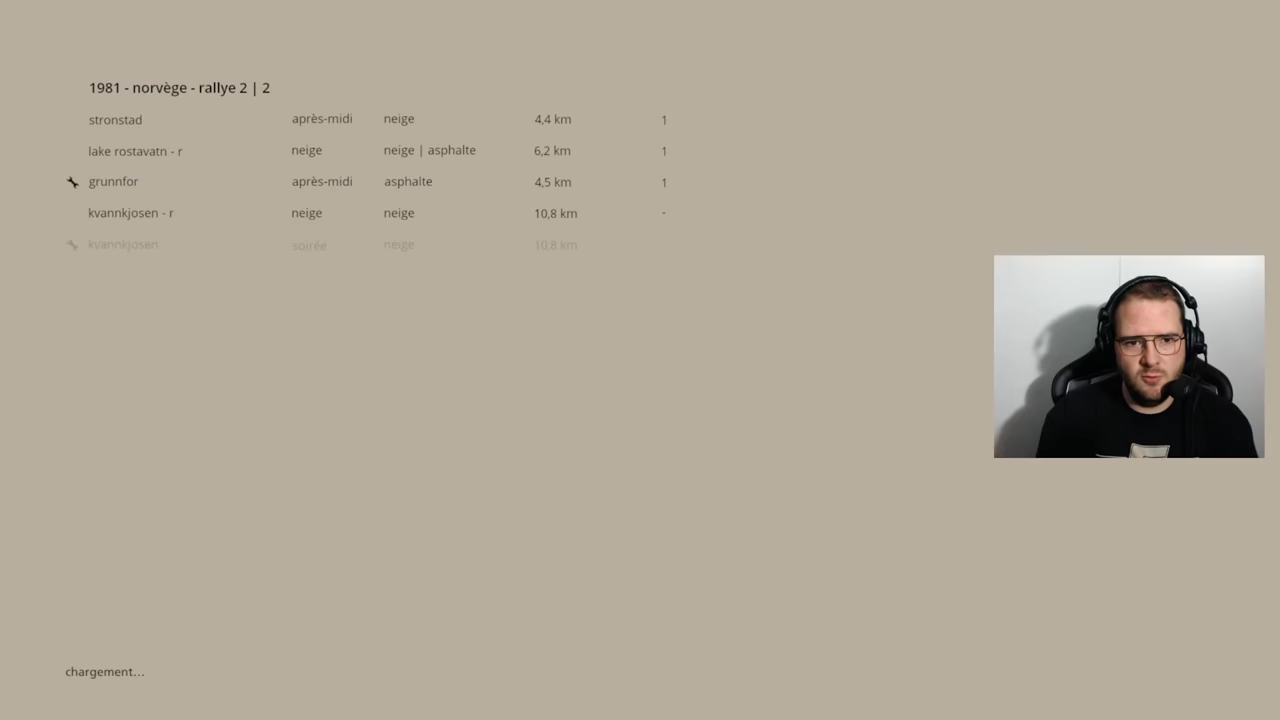 1981 - norvège - rallye 2 | 2
stronstad après-midi neige 4,4 km 1
lake rostavatn - r neige neige | asphalte 6,2 km 1
grunnfor après-midi asphalte 4,5 km 1
kvannkjosen - r neige neige 10,8 km -
kvannkjosen soirée neige 10,8 km
chargement...